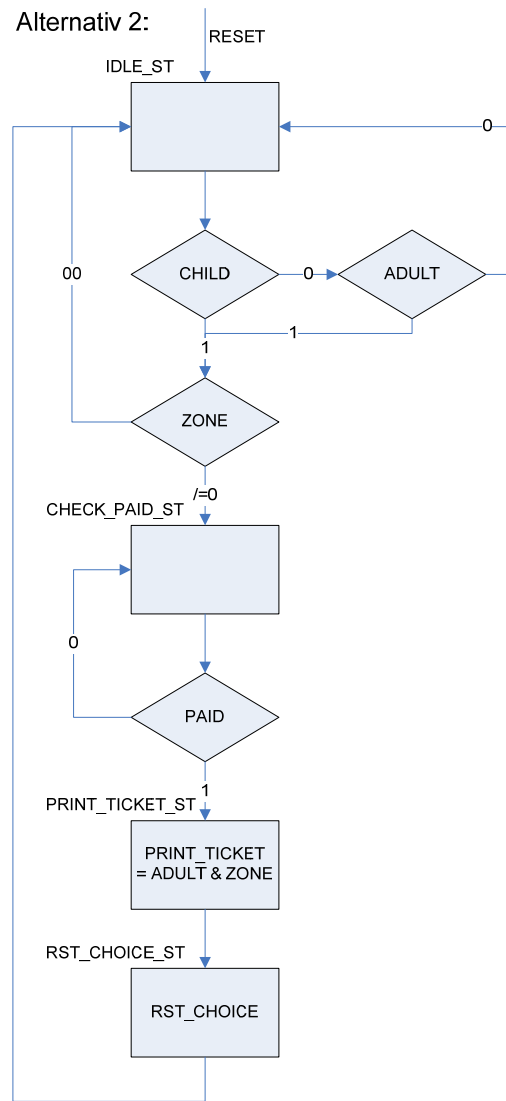 Alternativ 2:
RESET
IDLE_ST
0
00
CHILD
0
ADULT
1
1
ZONE
/=0
CHECK_PAID_ST
0
PAID
1
PRINT_TICKET_ST
PRINT_TICKET
= ADULT & ZONE
RST_CHOICE_ST
RST_CHOICE